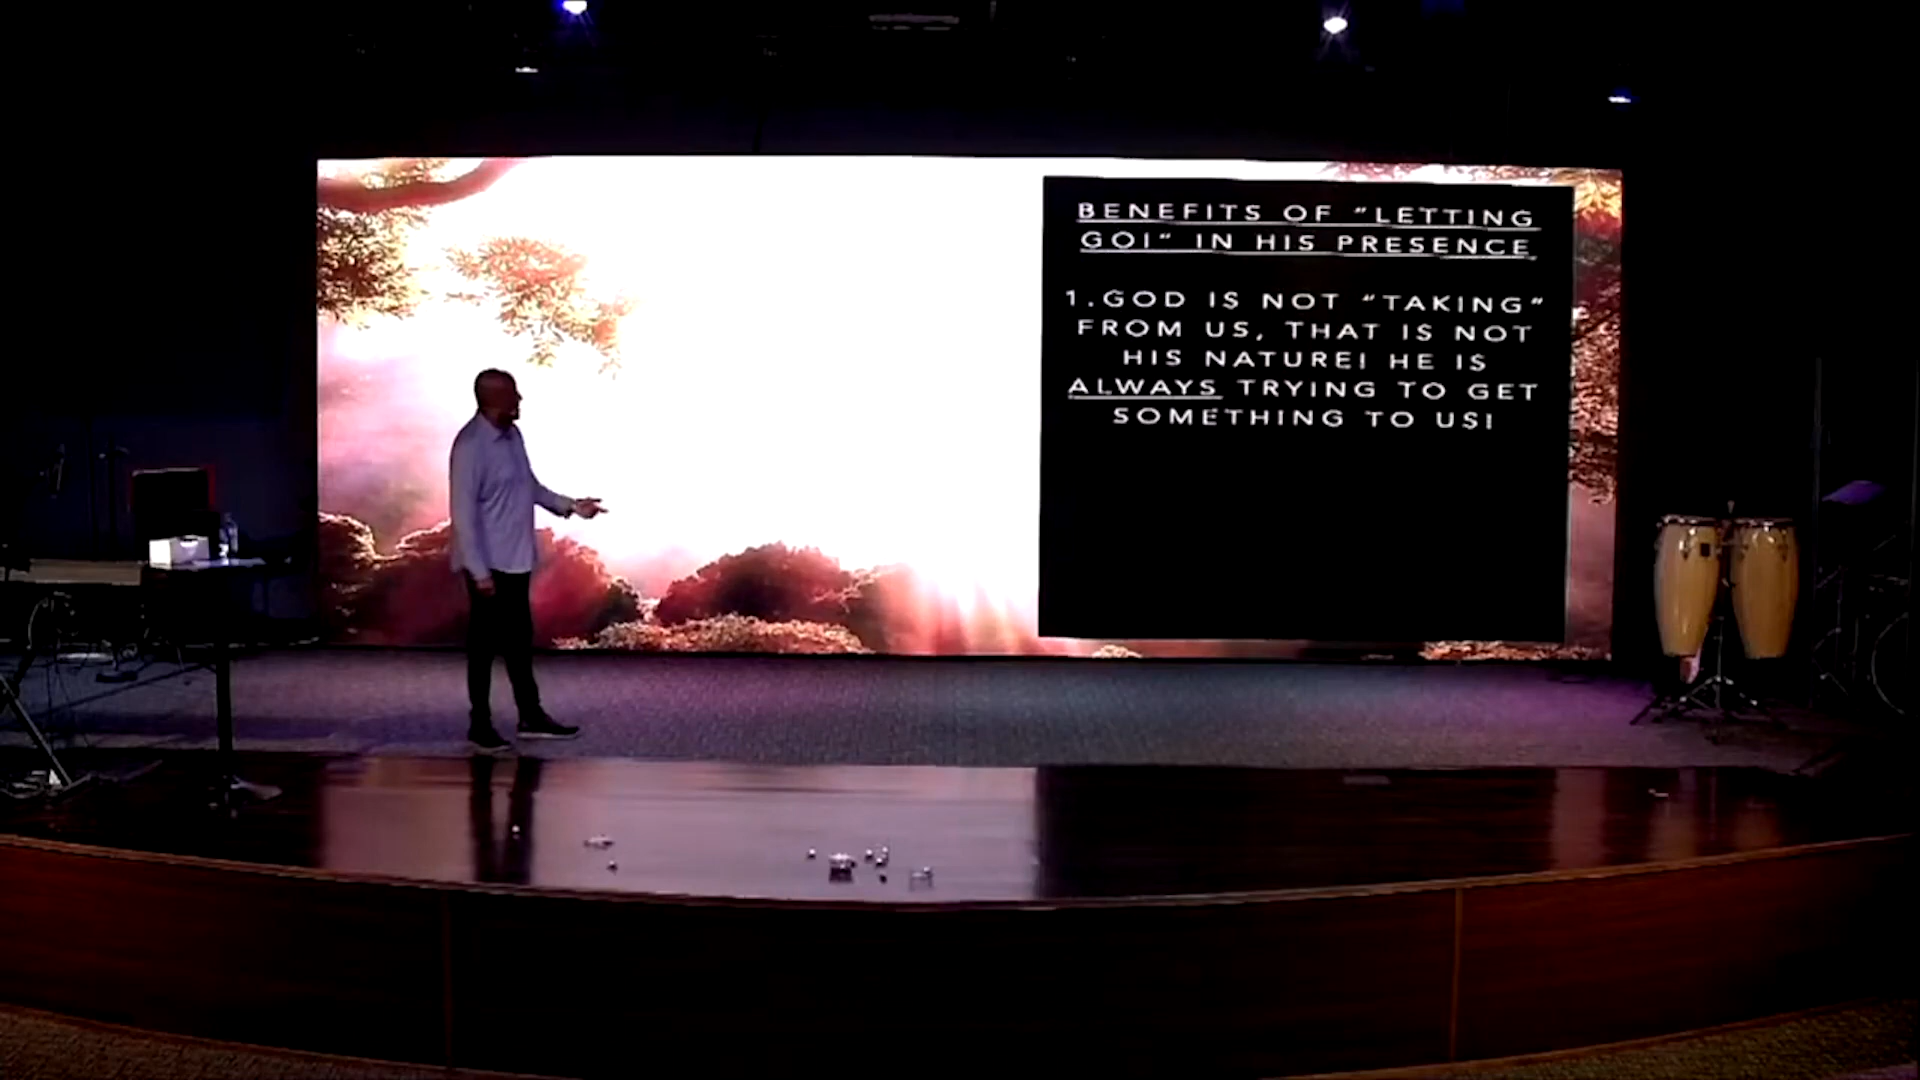 BENEFITS OF "LETTING
GO!" IN HIS PRESENCE
1.GOD IS NOT "TAKING"
FROM US, THAT IS NOT
HIS NATURE! HE IS
ALWAYS TRYING TO GET
SOMETHING TO US!